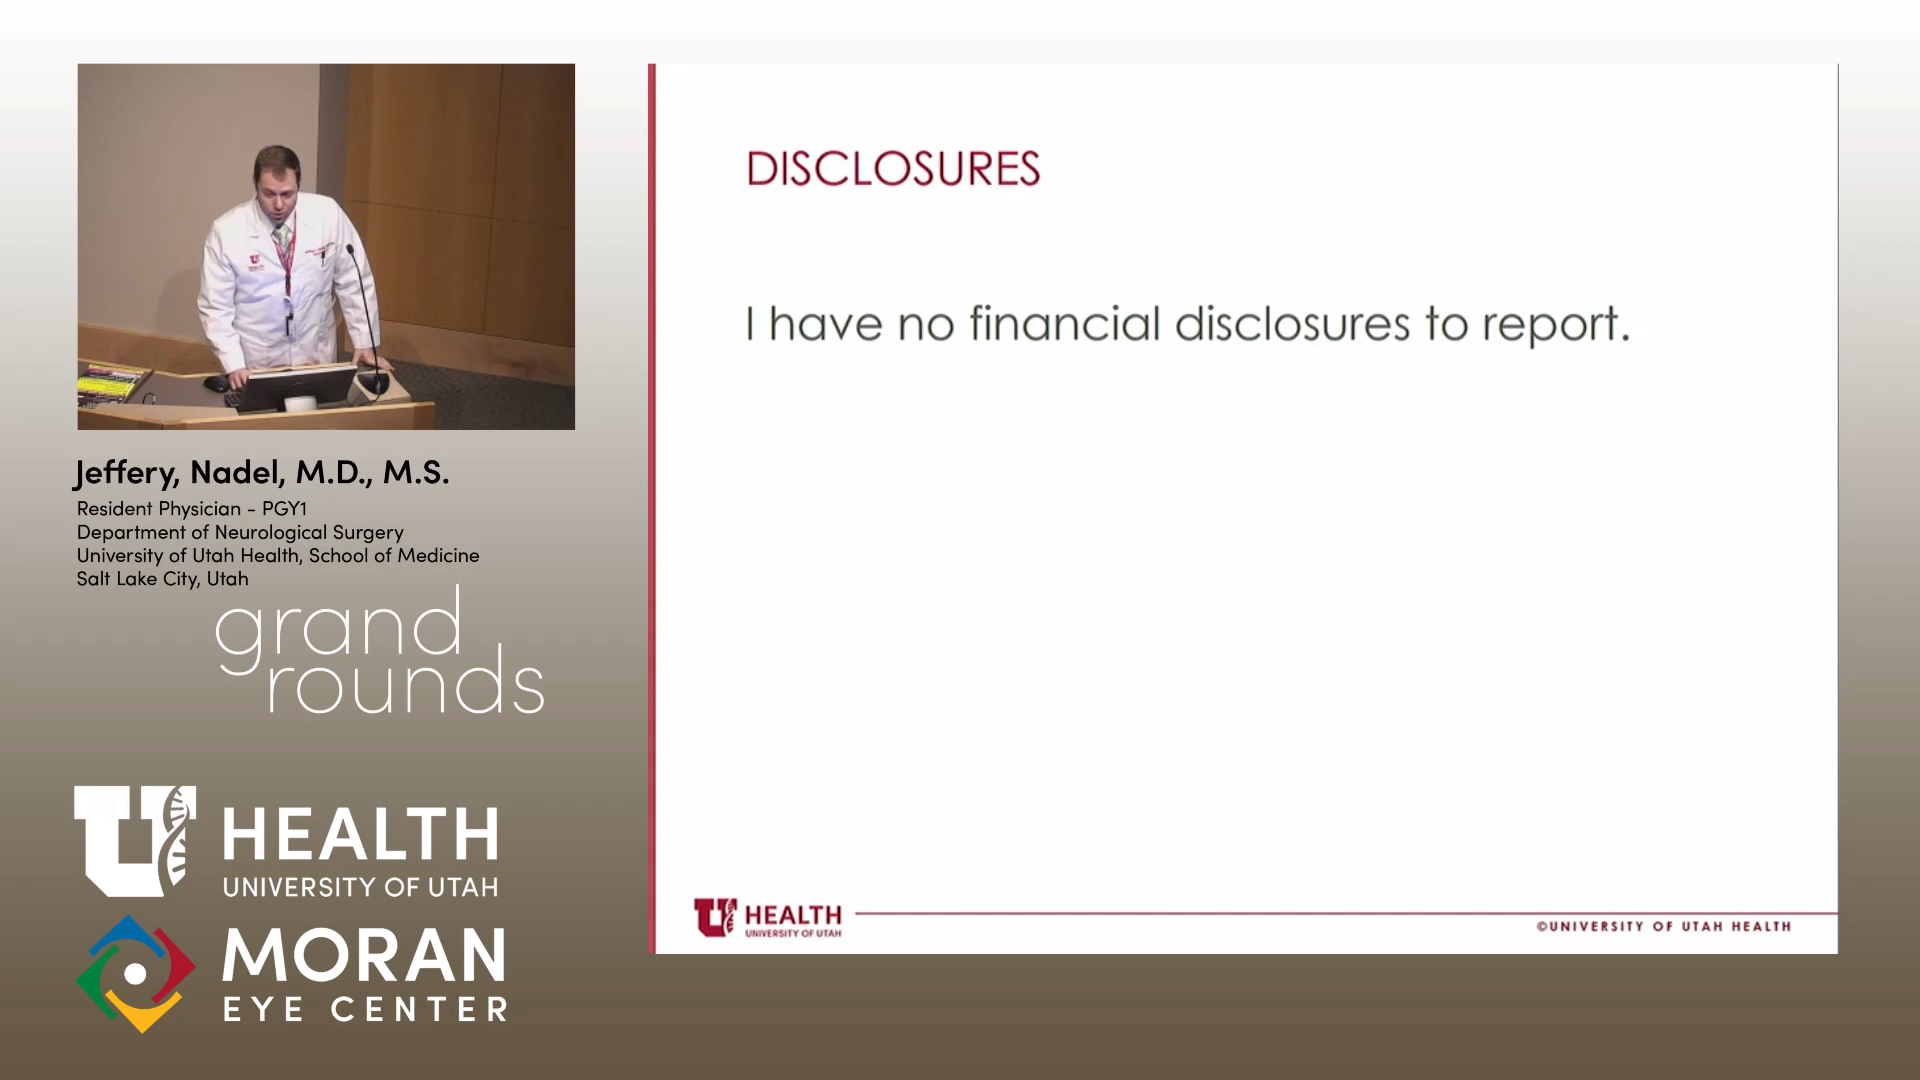 DISCLOSURES
I have no financial disclosures to report.
HEALTH
UNIVERSITY OF UTAH
©UNIVERSITY OF UTAH HEALTH
Jeffery, Nadel, M.D., M.S.
Resident Physician - PGY1
Department of Neurological Surgery
University of Utah Health, School of Medicine
Salt Lake City, Utah
grand
rounds
U HEALTH
UNIVERSITY OF UTAH
MORAN
EYE CENTER